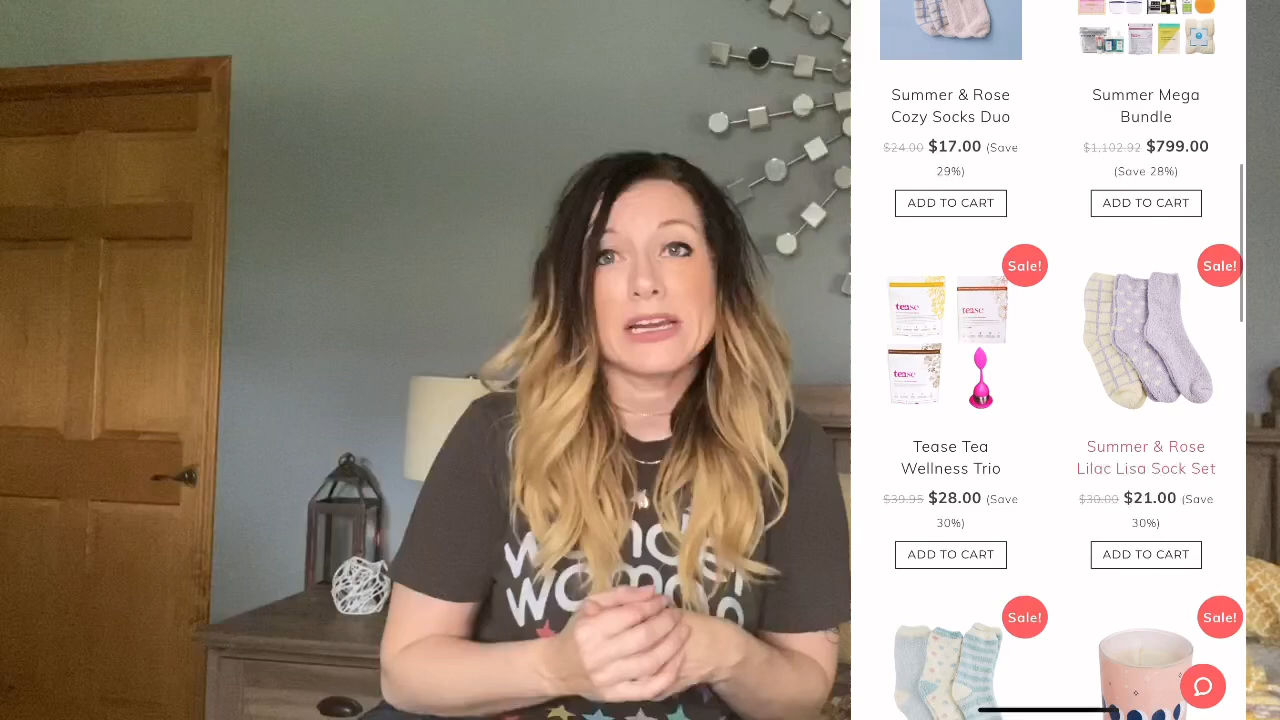 Summer & Rose
Cozy Socks Duo
$24.00 $17.00 (Save
29%)
ADD TO CART
Summer Mega
Bundle
$1,102.92 $799.00
(Save 28%)
ADD TO CART
Sale!
Sale!
tease
tease
tease
Tease Tea
Wellness Trio
$39.95 $28.00 (Save
30%)
ADD TO CART
Summer & Rose
Lilac Lisa Sock Set
$30.00 $21.00 (Save
30%)
ADD TO CART
Sale!
Sale!